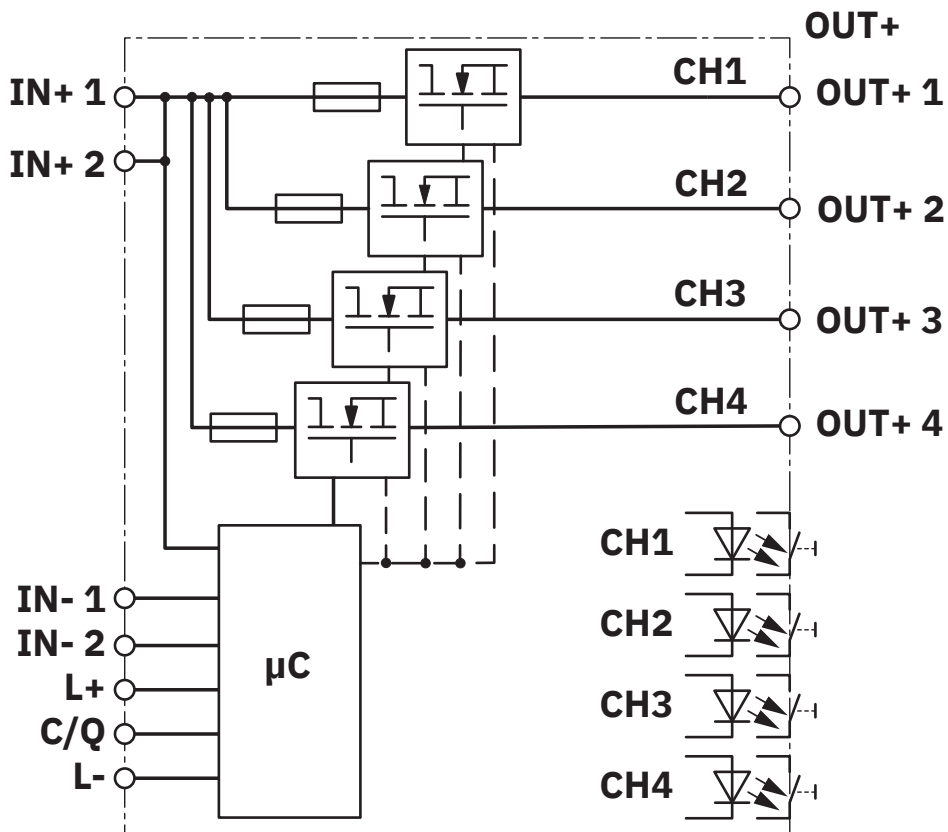 OUT+
IN+ 1
CH1
OUT+ 1
IN+ 2
CH2
OUT+ 2
CH3
OUT+ 3
CH4
OUT+ 4
CH1
IN- 1
CH2
IN- 2
µC
L+
CH3
C/Q
L-
CH4